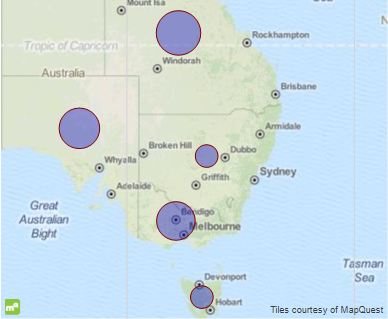 Mount Isa
Sea
Rockhampton
Tropic of Capricorn
Windorah
Australia
Brisbane
Armidale
Broken Hill
Dubbo
Whyalla
Griffith
Sydney
Adelaide
Great
Australian
Bight
Bendigo
Melbourne
Tasman
Sea
Devonport
Hobart
Tiles courtesy of MapQuest